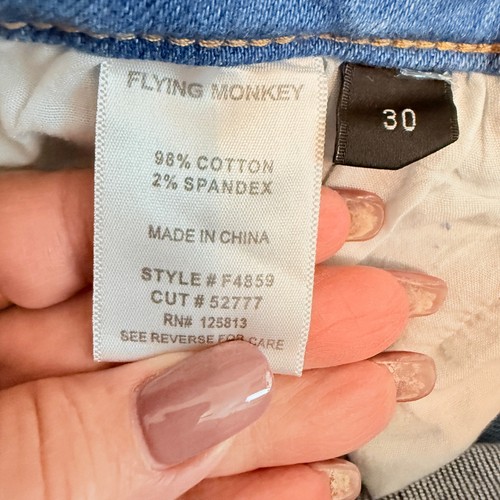 FLYING MONKEY
98% COTTON
2% SPANDEX
MADE IN CHINA
STYLE # F4859
CUT # 52777
RN# 125813
SEE REVERSE FOR CARE
30